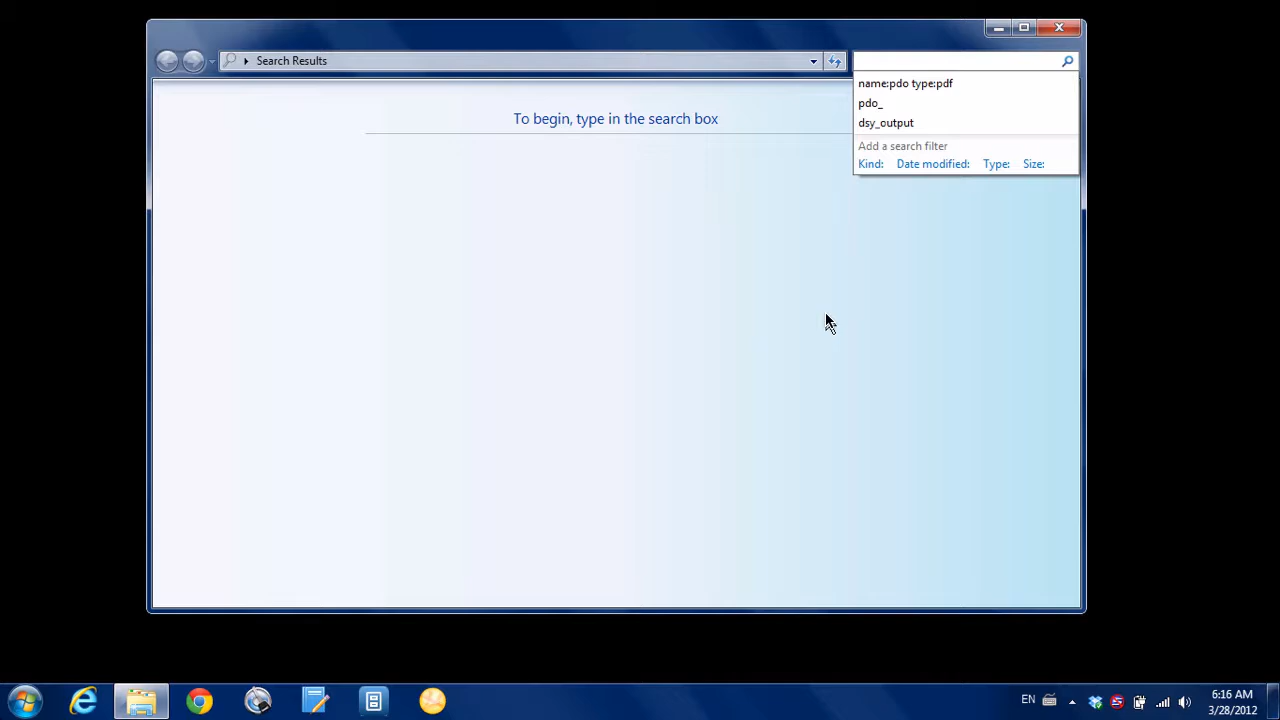 Search Results
To begin, type in the search box
name:pdo type:pdf
pdo_
dsy_output
Add a search filter
Kind: Date modified: Type: Size:
EN
6:16 AM
3/28/2012